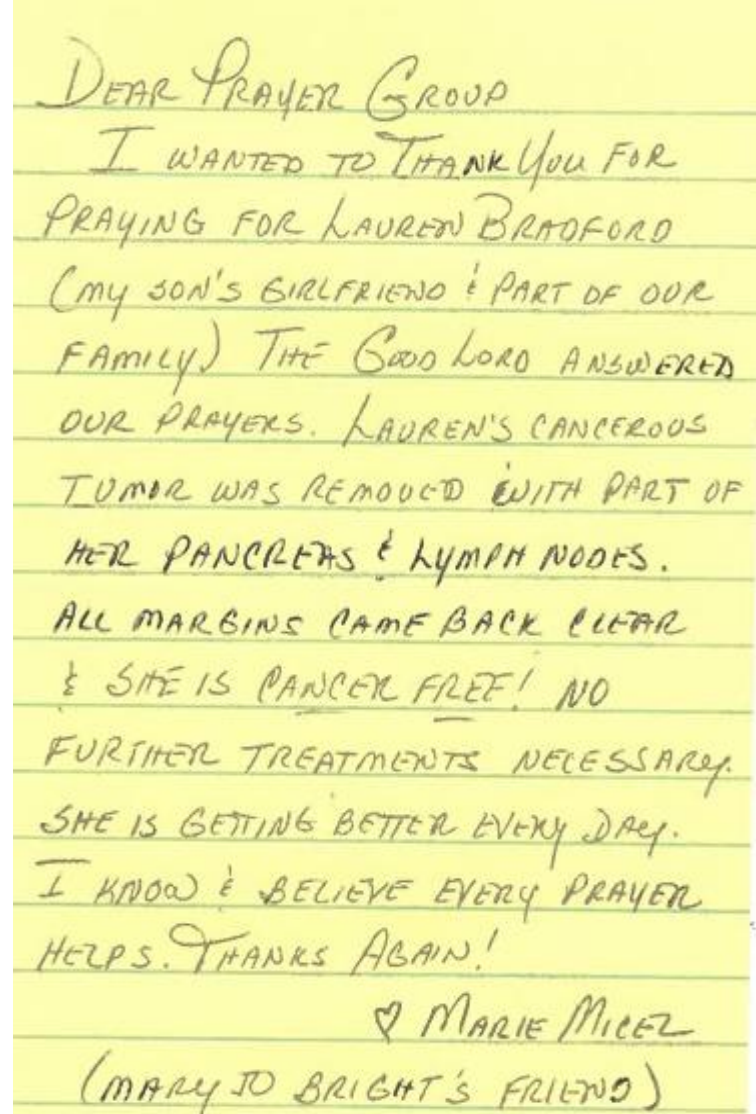 Dear Prayer Group
I wanted to Thank You for
praying for Lauren Bradford
(my son's girlfriend & part of our
family) The Good Lord answered
our prayers. Lauren's cancerous
tumor was removed with part of
her pancreas & lymph nodes.
All margins came back clear
& she is cancer free! No
further treatments necessary.
She is getting better every day.
I know & believe every prayer
helps. Thanks Again!
♡ Marie Micel
(Mary Jo Bright's friend)